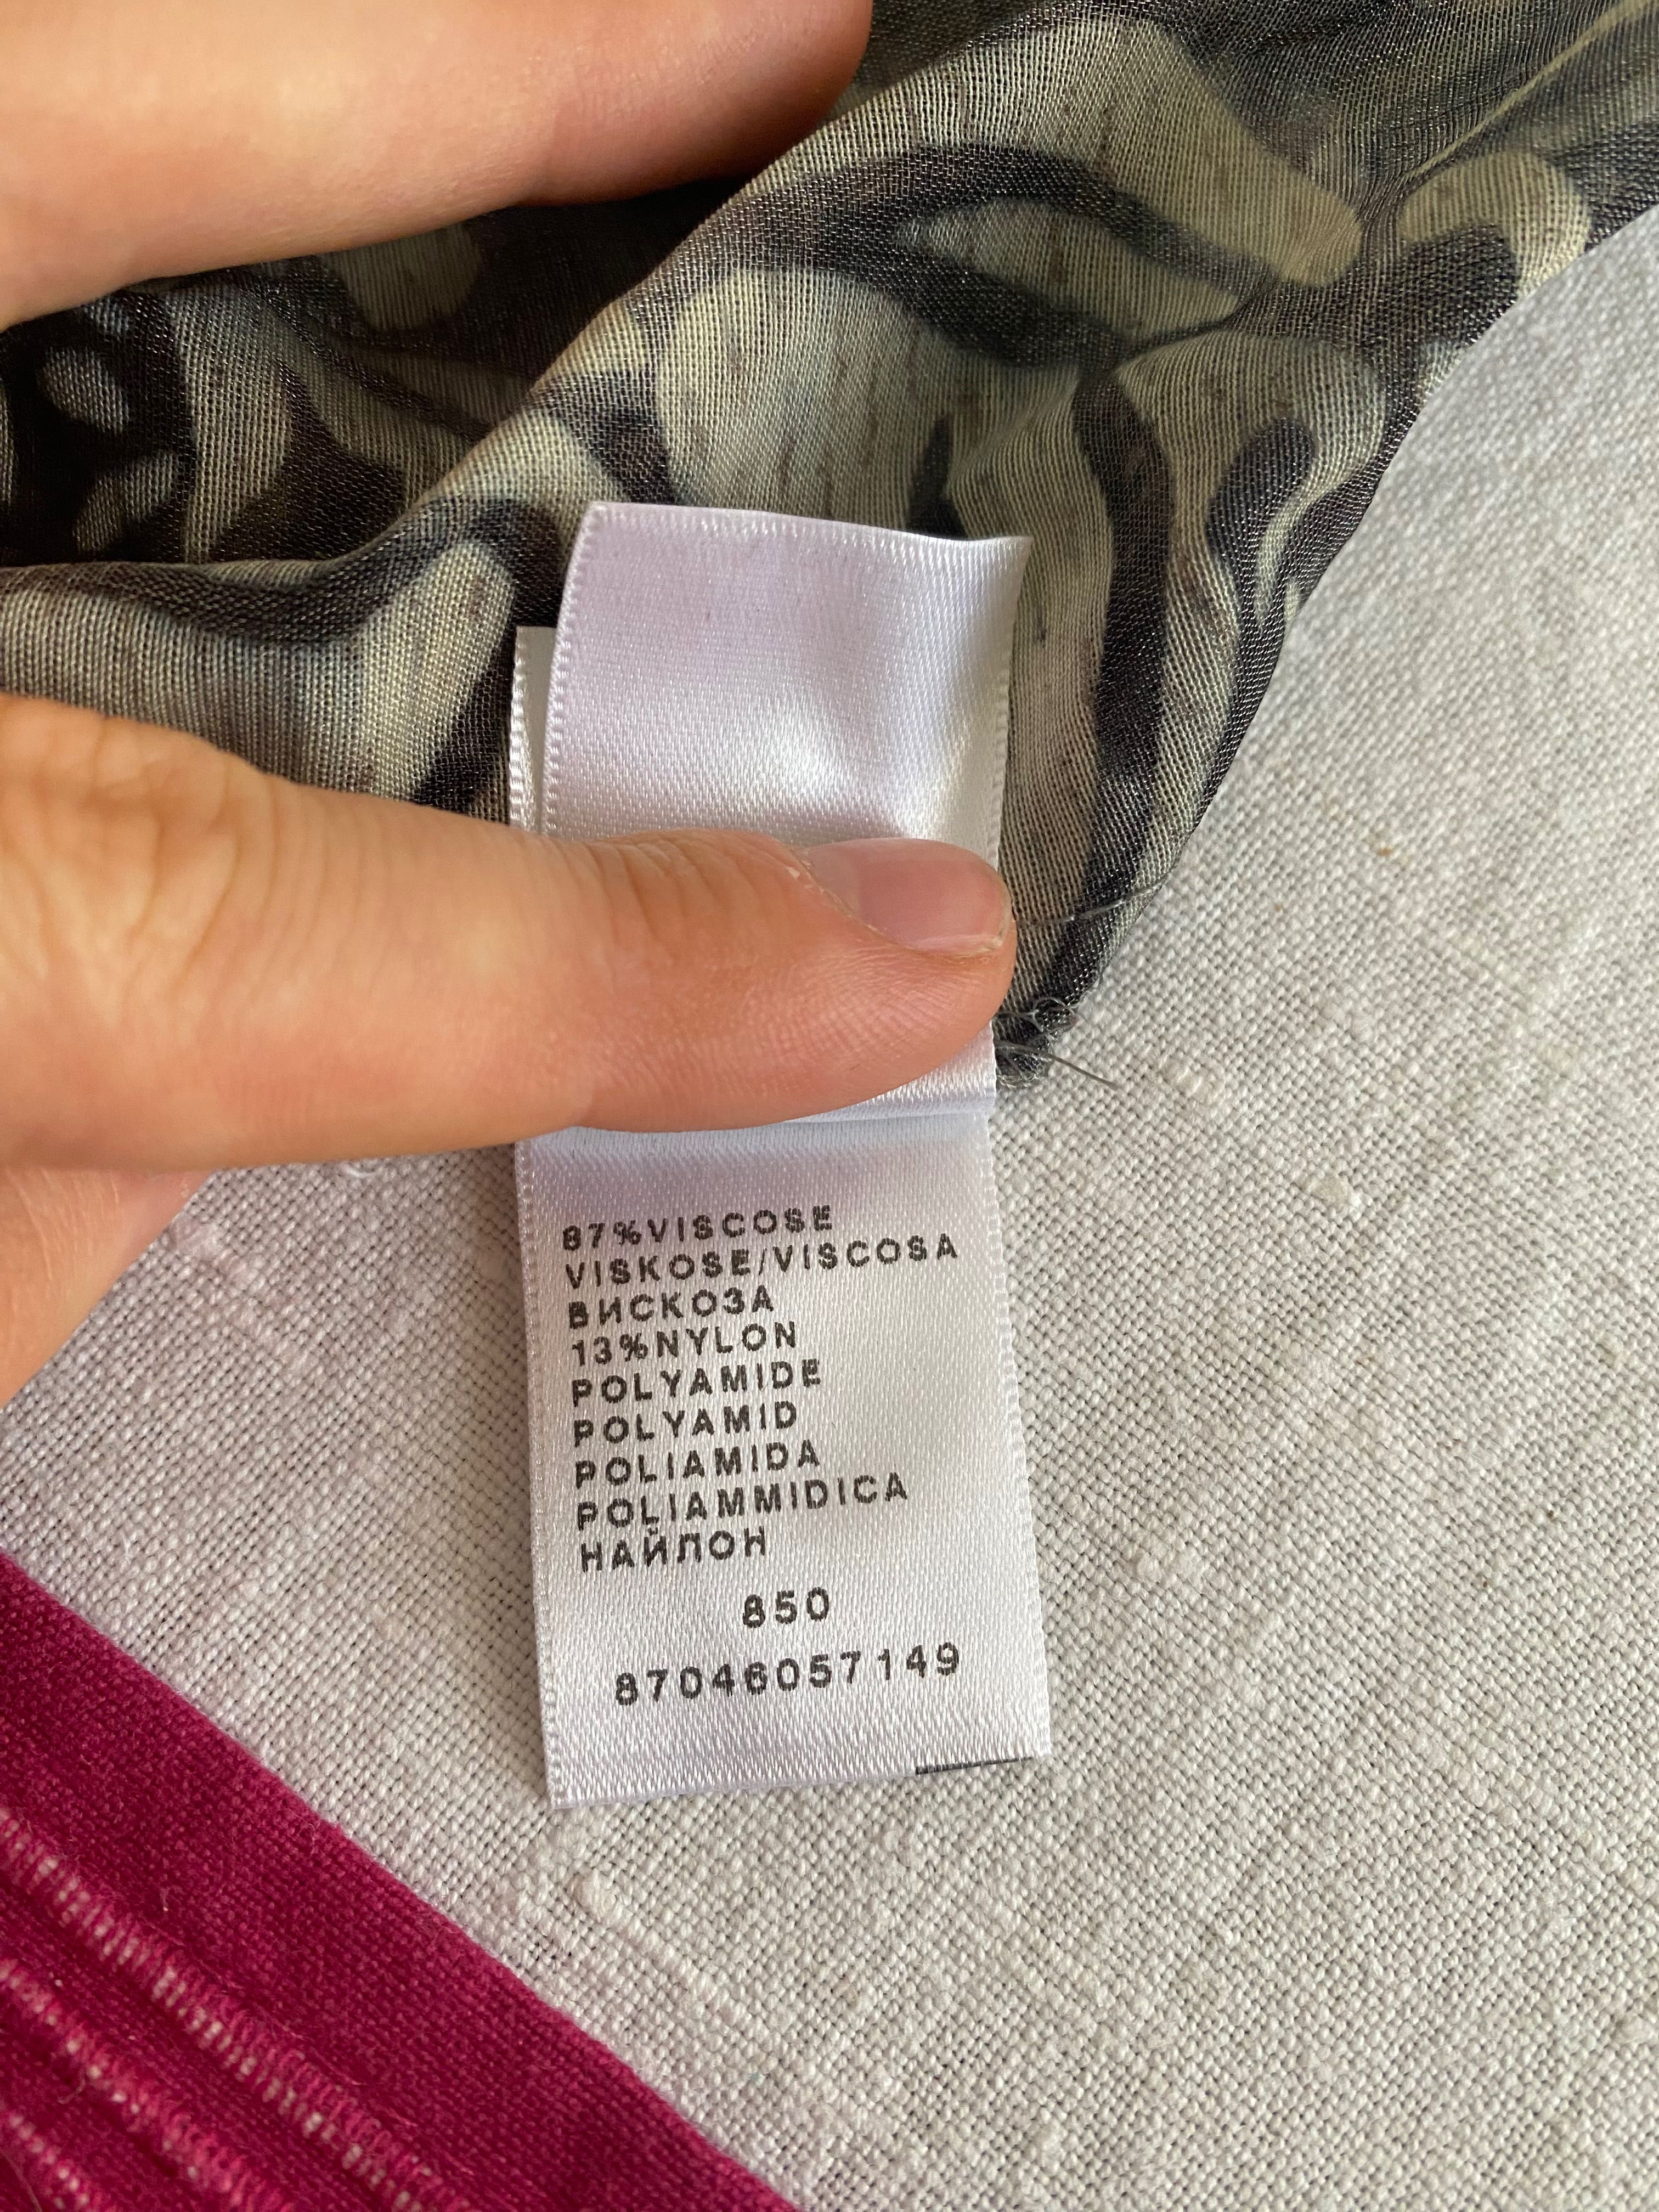 87%VISCOSE
VISKOSE/VISCOSA
ВИСКОЗА
13%NYLON
POLYAMIDE
POLYAMID
POLIAMIDA
POLIAMMIDICA
НАЙЛОН
850
87046057149